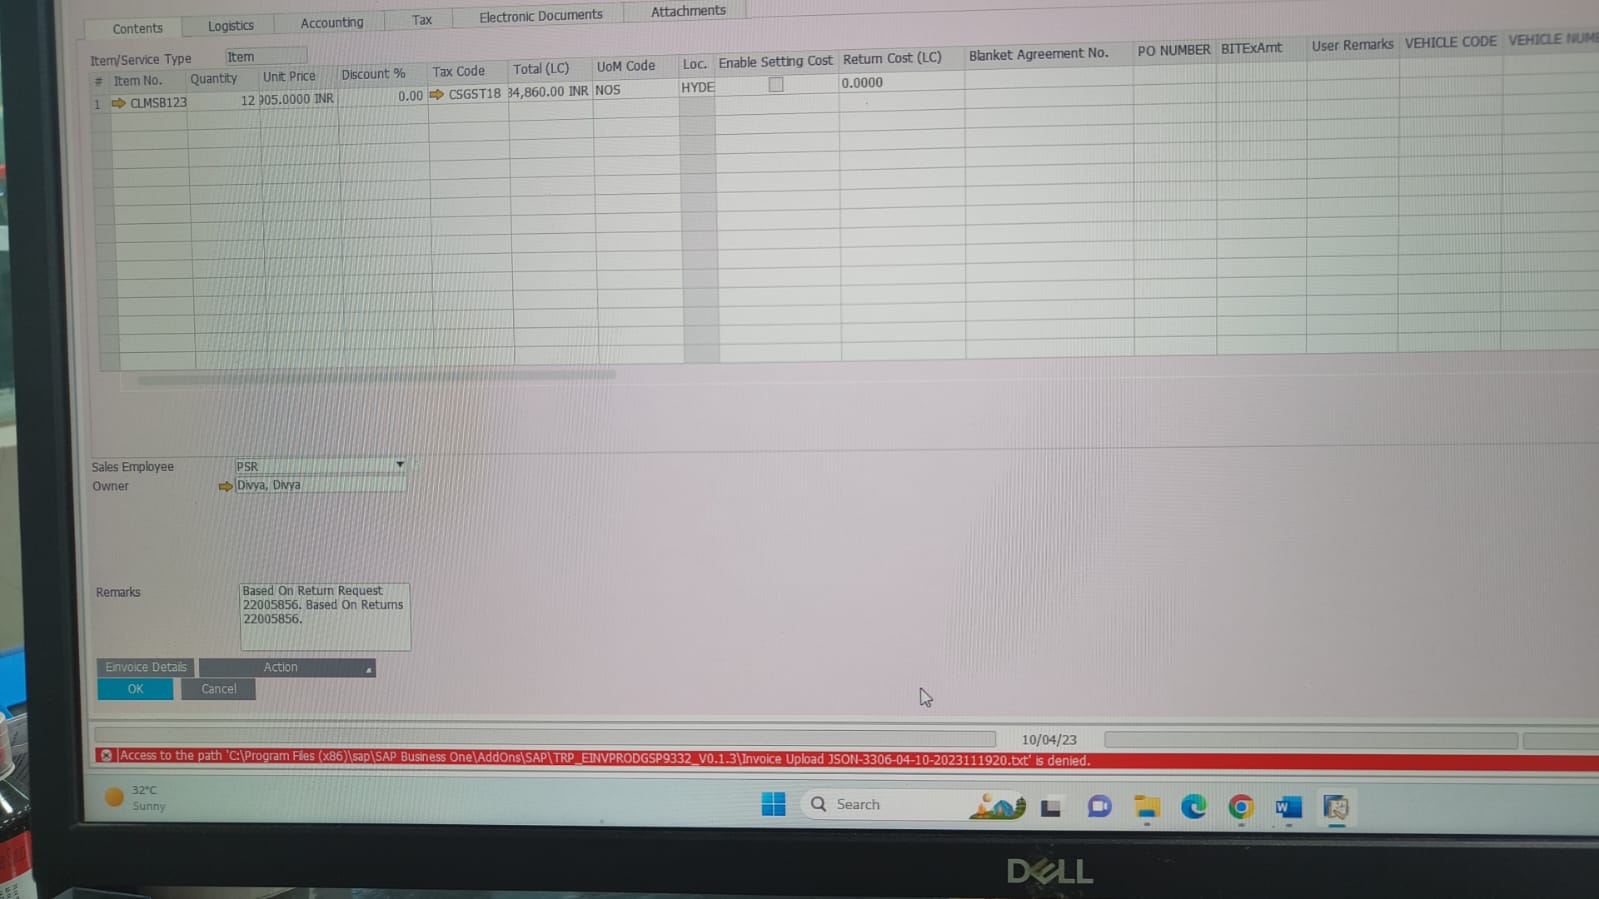 Contents Logistics Accounting Tax Electronic Documents Attachments
Item/Service Type Item
# Item No. Quantity Unit Price Discount % Tax Code Total (LC) UoM Code Loc. Enable Setting Cost Return Cost (LC) Blanket Agreement No. PO NUMBER BITExAmt User Remarks VEHICLE CODE VEHICLE NUME
1 CLMSB123 12 905.0000 INR 0.00 CSGST18 34,860.00 INR NOS HYDE 0.0000
Sales Employee PSR
Owner Divya, Divya
Remarks Based On Return Request
22005856. Based On Returns
22005856.
Einvoice Details Action
OK Cancel
10/04/23
Access to the path 'C:\Program Files (x86)\sap\SAP Business One\AddOns\SAP\TRP_EINVPRODGSP9332_V0.1.3\Invoice Upload JSON-3306-04-10-2023111920.txt' is denied.
32°C
Sunny
Search
DELL